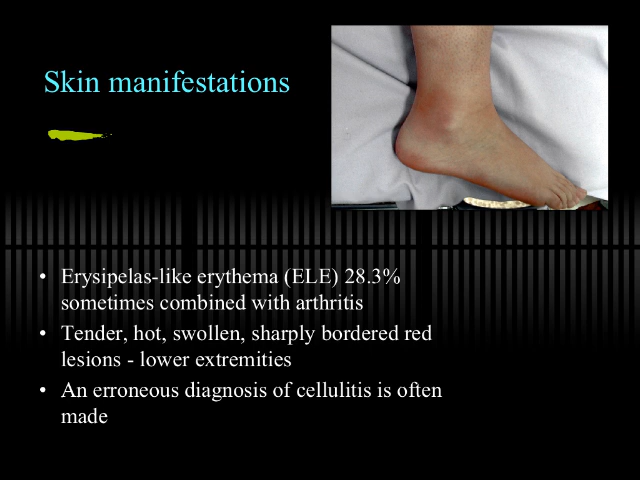 Skin manifestations
• Erysipelas-like erythema (ELE) 28.3%
sometimes combined with arthritis
• Tender, hot, swollen, sharply bordered red
lesions - lower extremities
• An erroneous diagnosis of cellulitis is often
made